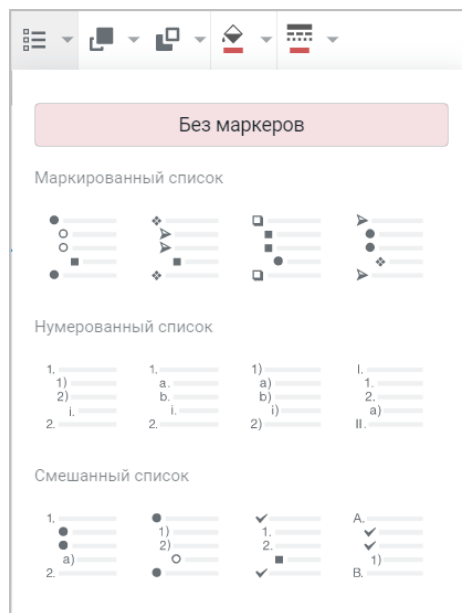 Без маркеров
Маркированный список
Нумерованный список
1. 1. 1) I.
1) a. a) 1.
2) b. b) 2.
i. i. i) a)
2. 2. 2) II.
Смешанный список
1. A.
1) 1.
2) 2.
a) 1)
2. B.